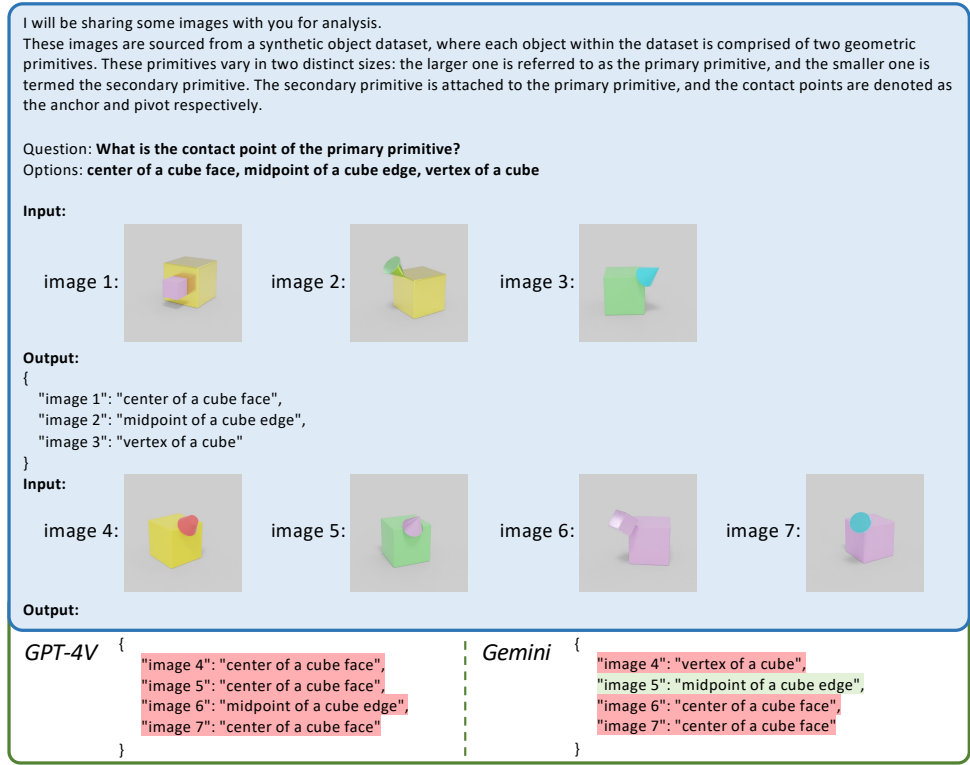 I will be sharing some images with you for analysis.
These images are sourced from a synthetic object dataset, where each object within the dataset is comprised of two geometric
primitives. These primitives vary in two distinct sizes: the larger one is referred to as the primary primitive, and the smaller one is
termed the secondary primitive. The secondary primitive is attached to the primary primitive, and the contact points are denoted as
the anchor and pivot respectively.
Question: What is the contact point of the primary primitive?
Options: center of a cube face, midpoint of a cube edge, vertex of a cube
Input:
image 1:
image 2:
image 3:
Output:
{
"image 1": "center of a cube face",
"image 2": "midpoint of a cube edge",
"image 3": "vertex of a cube"
}
Input:
image 4:
image 5:
image 6:
image 7:
Output:
GPT-4V
{
"image 4": "center of a cube face",
"image 5": "center of a cube face",
"image 6": "midpoint of a cube edge",
"image 7": "center of a cube face"
}
Gemini
{
"image 4": "vertex of a cube",
"image 5": "midpoint of a cube edge",
"image 6": "center of a cube face",
"image 7": "center of a cube face"
}